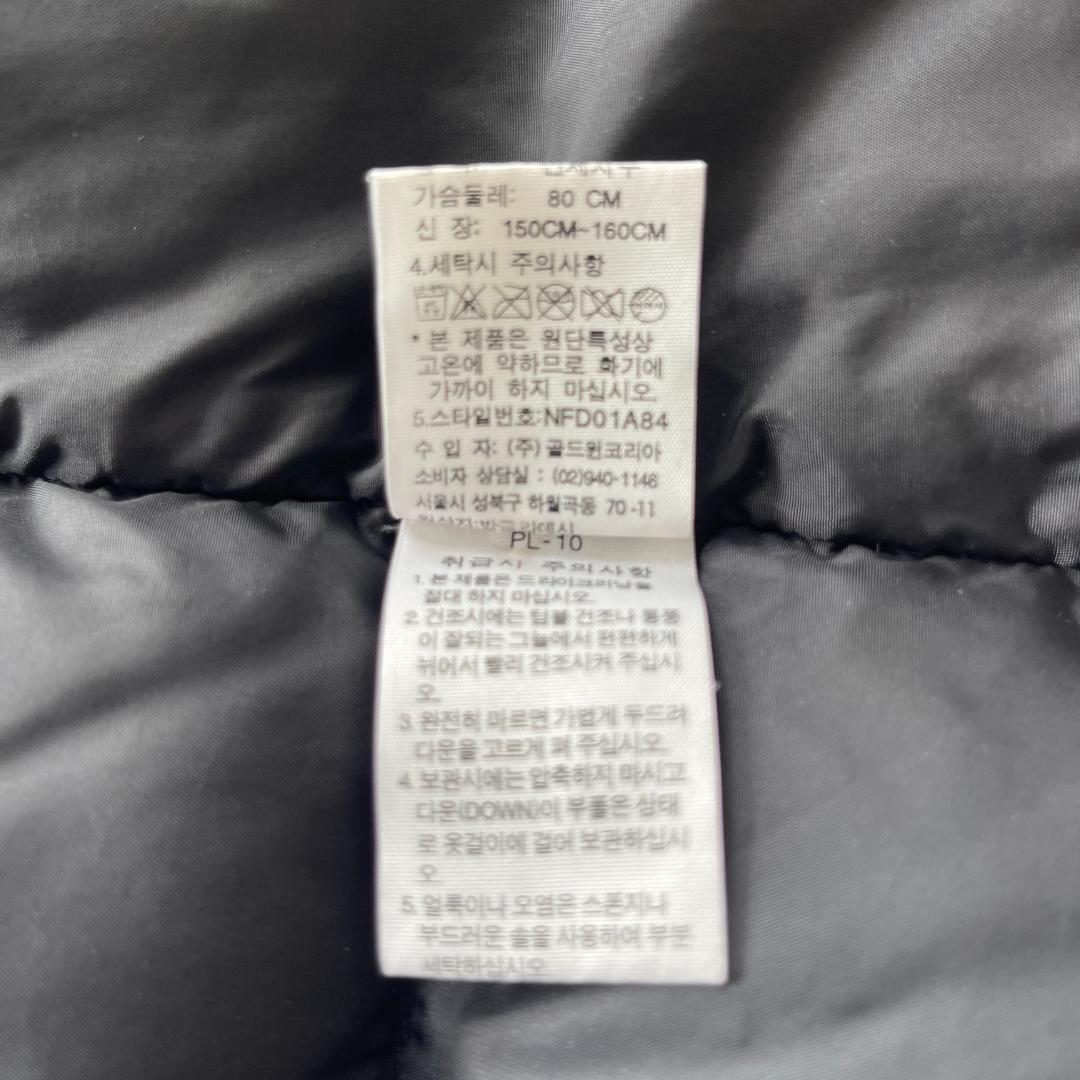 가슴둘레: 80 CM
신 장: 150CM~160CM
4.세탁시 주의사항
* 본 제품은 원단특성상
고온에 약하므로 화기에
가까이 하지 마십시오.
5.스타일번호:NFD01A84
수 입 자: (주)골드윈코리아
소비자 상담실 : (02)940-1146
서울시 성북구 하월곡동 70-11
PL-10
취급시 주의사항
1. 본 제품은 드라이크리닝을
절대 하지 마십시오.
2. 건조시에는 텀블 건조나 통풍
이 잘되는 그늘에서 편편하게
뉘어서 빨리 건조시켜 주십시
오.
3. 완전히 마르면 가볍게 두드려
다운을 고르게 펴 주십시오.
4. 보관시에는 압축하지 마시고
다운(DOWN)이 부풀은 상태
로 옷걸이에 걸어 보관하십시
오
5. 얼룩이나 오염은 스폰지나
부드러운 솔을 사용하여 부분
세탁하십시오